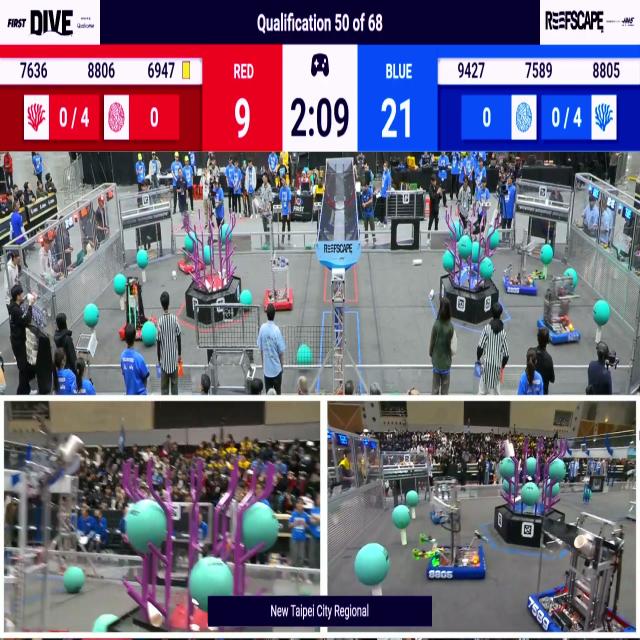 FIRST DIVE
Qualification 50 of 68
REEFSCAPE
7636 8806 6947
RED
BLUE
9427 7589 8805
0 / 4
0
9
2:09
21
0
0 / 4
REEFSCAPE
8805
7589
New Taipei City Regional